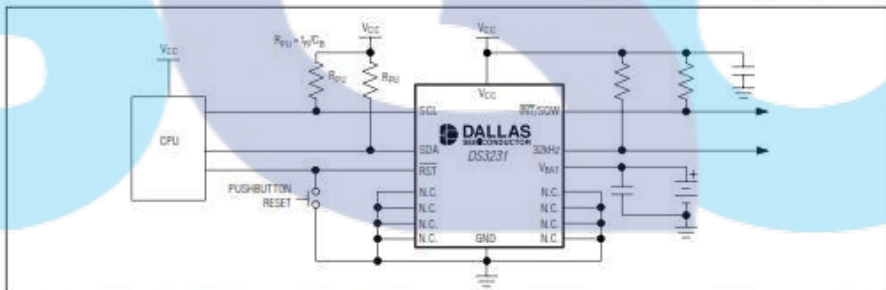 VCC
VCC
VCC
RPU = tR/CB
RPU
RPU
CPU
PUSHBUTTON
RESET
VCC
SCL
SDA
RST
N.C.
N.C.
N.C.
N.C.
DALLAS
SEMICONDUCTOR
DS3231
GND
INT/SQW
32kHz
VBAT
N.C.
N.C.
N.C.
N.C.
+